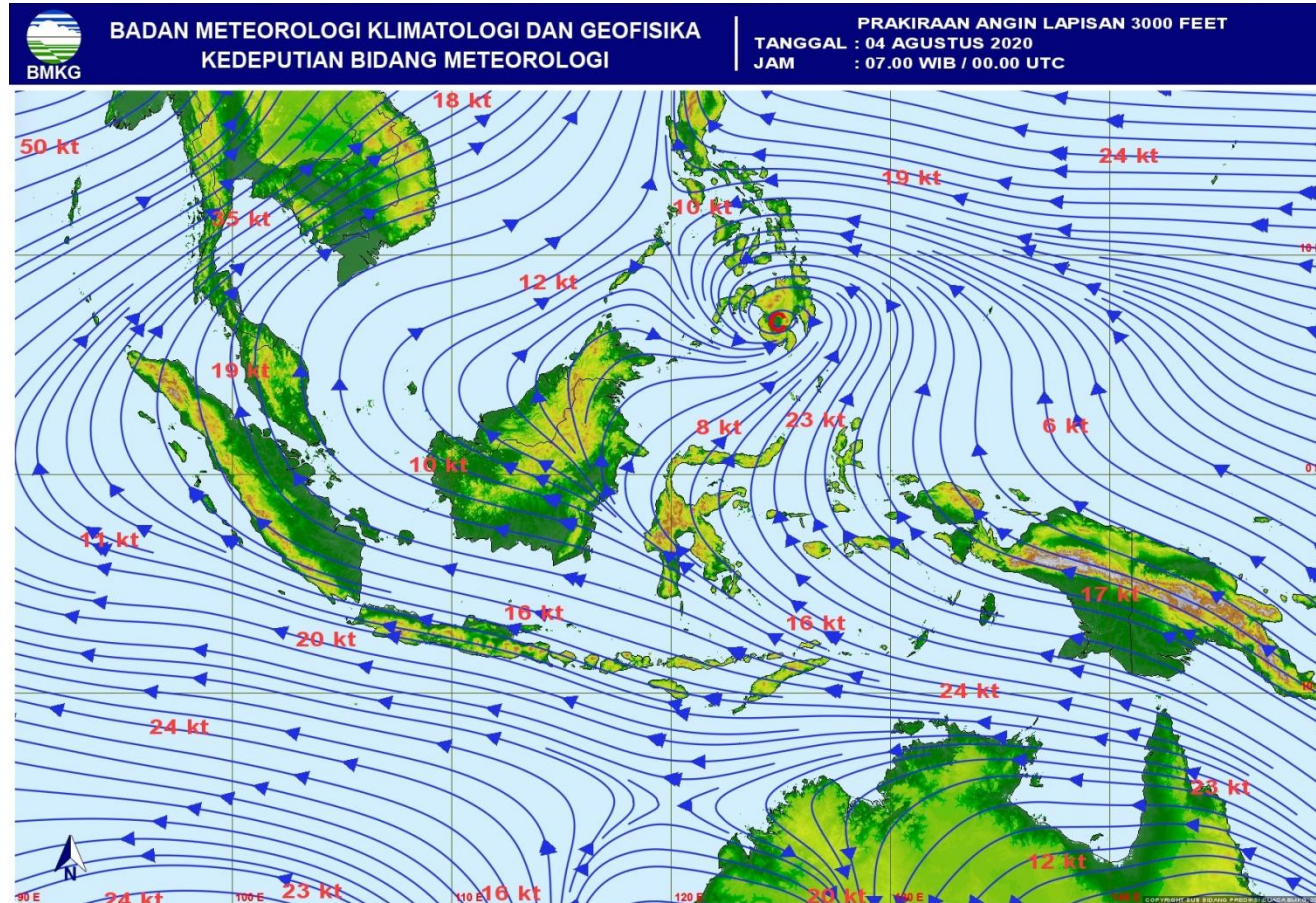 BADAN METEOROLOGI KLIMATOLOGI DAN GEOFISIKA
KEDEPUTIAN BIDANG METEOROLOGI
BMKG
PRAKIRAAN ANGIN LAPISAN 3000 FEET
TANGGAL : 04 AGUSTUS 2020
JAM : 07.00 WIB / 00.00 UTC
18 kt
50 kt
24 kt
19 kt
10 kt
35 kt
12 kt
C
19 kt
23 kt
8 kt
6 kt
10 kt
11 kt
17 kt
16 kt
16 kt
20 kt
24 kt
24 kt
23 kt
12 kt
N
90 E
100 E
110 E
120 E
130 E
24 kt
23 kt
16 kt
20 kt